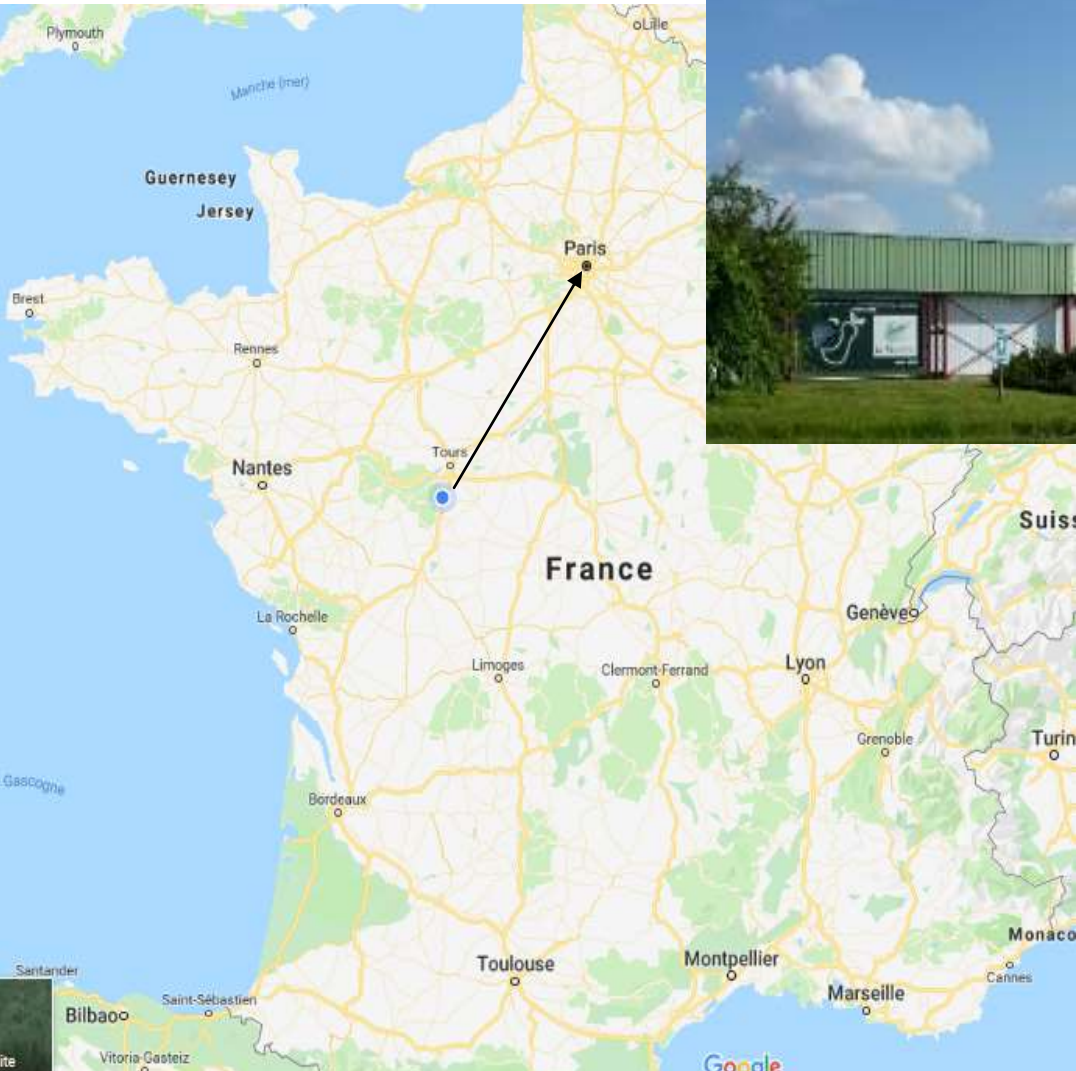 Plymouth
Lille
Manche (mer)
Guernesey
Jersey
Paris
Brest
Rennes
Tours
Nantes
Suiss
France
Genève
La Rochelle
Limoges
Clermont-Ferrand
Lyon
Grenoble
Turin
Gascogne
Bordeaux
Monaco
Toulouse
Montpellier
Santander
Cannes
Marseille
Saint-Sébastien
Bilbao
ite
Vitoria-Gasteiz
Google